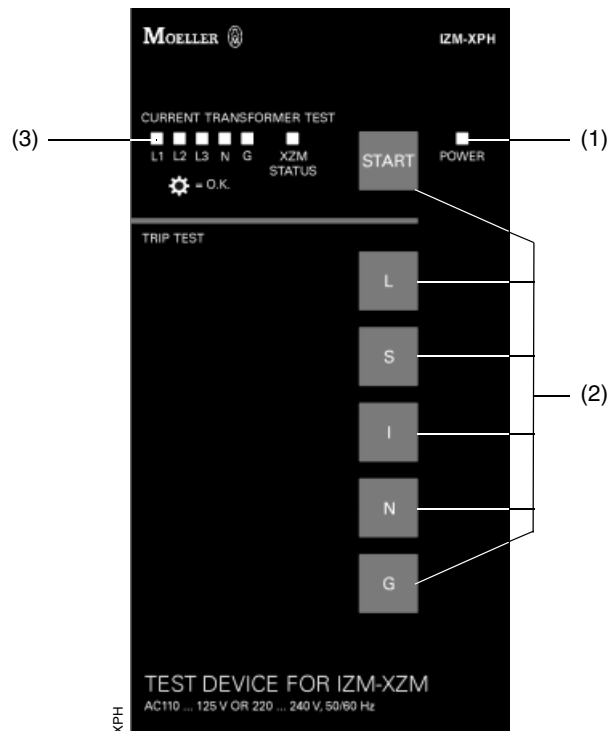 MOELLER
IZM-XPH
CURRENT TRANSFORMER TEST
(3)
(1)
L1 L2 L3 N G XZM STATUS
START
POWER
= O.K.
TRIP TEST
L
S
(2)
I
N
G
TEST DEVICE FOR IZM-XZM
AC110 ... 125 V OR 220 ... 240 V, 50/60 Hz
XPH